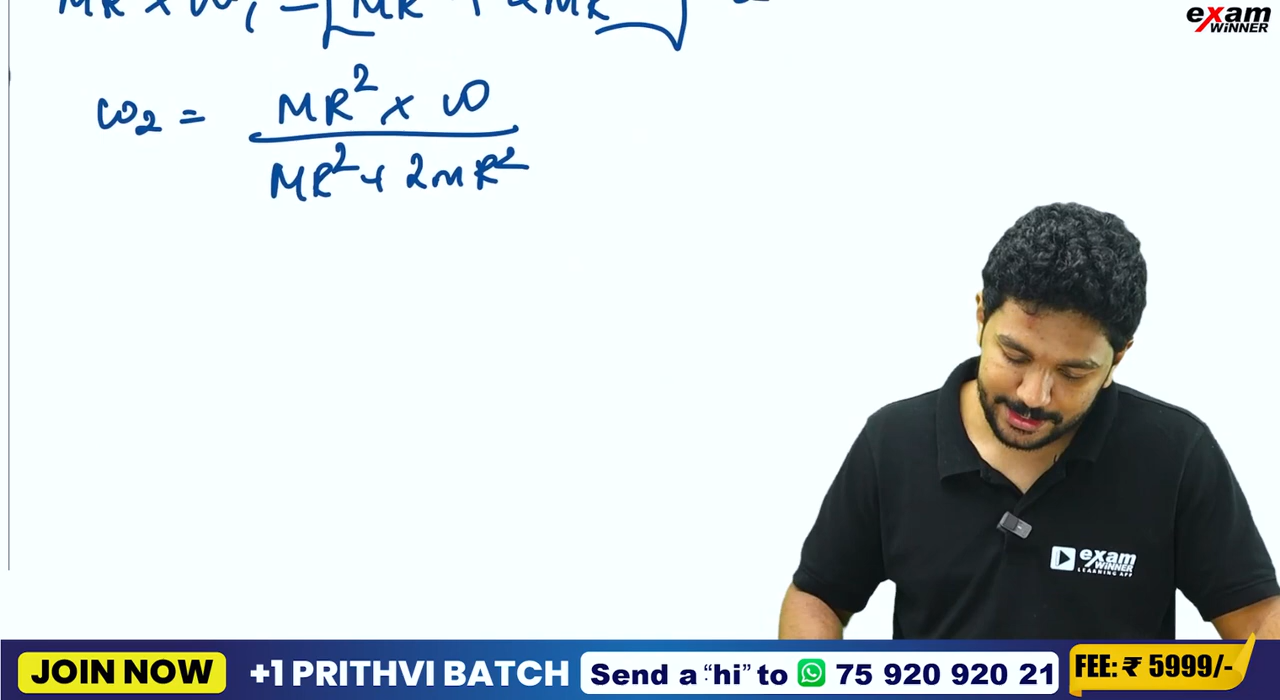 exam
WiNNER
ω₂ = MR² × ω
MR² + 2mR²
exam
WiNNER
LEARNING APP
JOIN NOW +1 PRITHVI BATCH Send a “hi” to 75 920 920 21 FEE: ₹ 5999/-